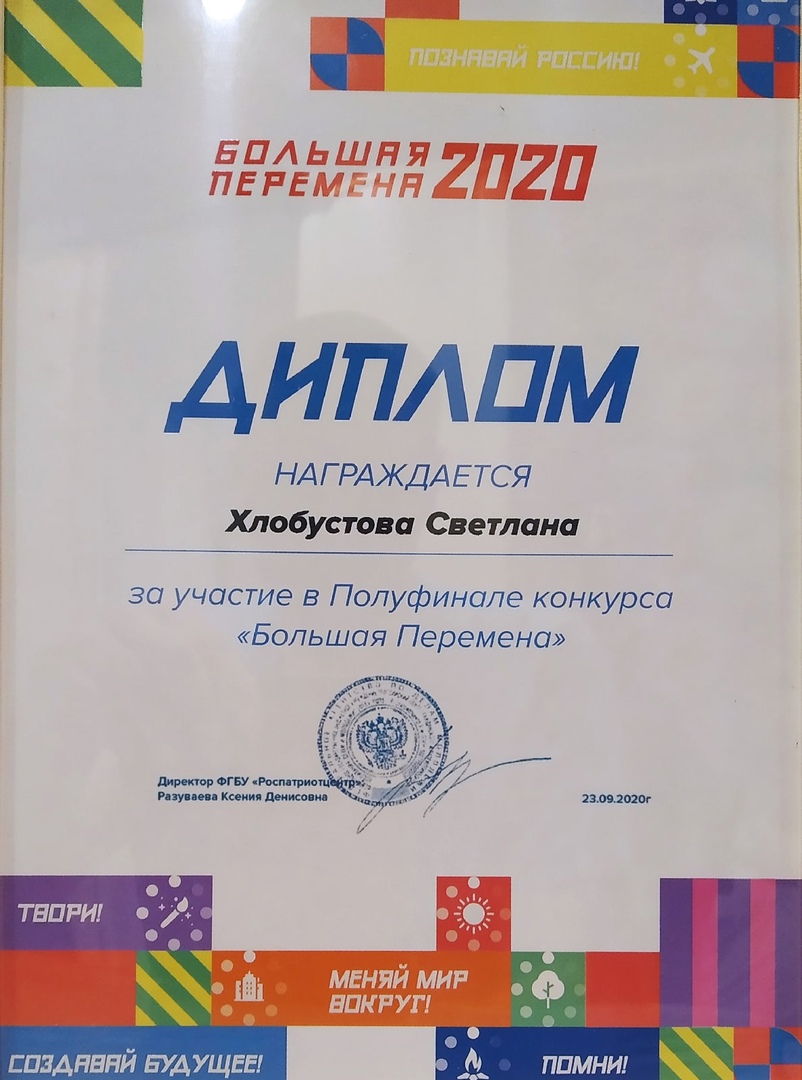 ПОЗНАВАЙ РОССИЮ!
БОЛЬШАЯ
ПЕРЕМЕНА 2020
ДИПЛОМ
НАГРАЖДАЕТСЯ
Хлобустова Светлана
за участие в Полуфинале конкурса
«Большая Перемена»
Директор ФГБУ «Роспатриотцентр»
Разуваева Ксения Денисовна
23.09.2020г
ТВОРИ!
МЕНЯЙ МИР
ВОКРУГ!
СОЗДАВАЙ БУДУЩЕЕ!
ПОМНИ!